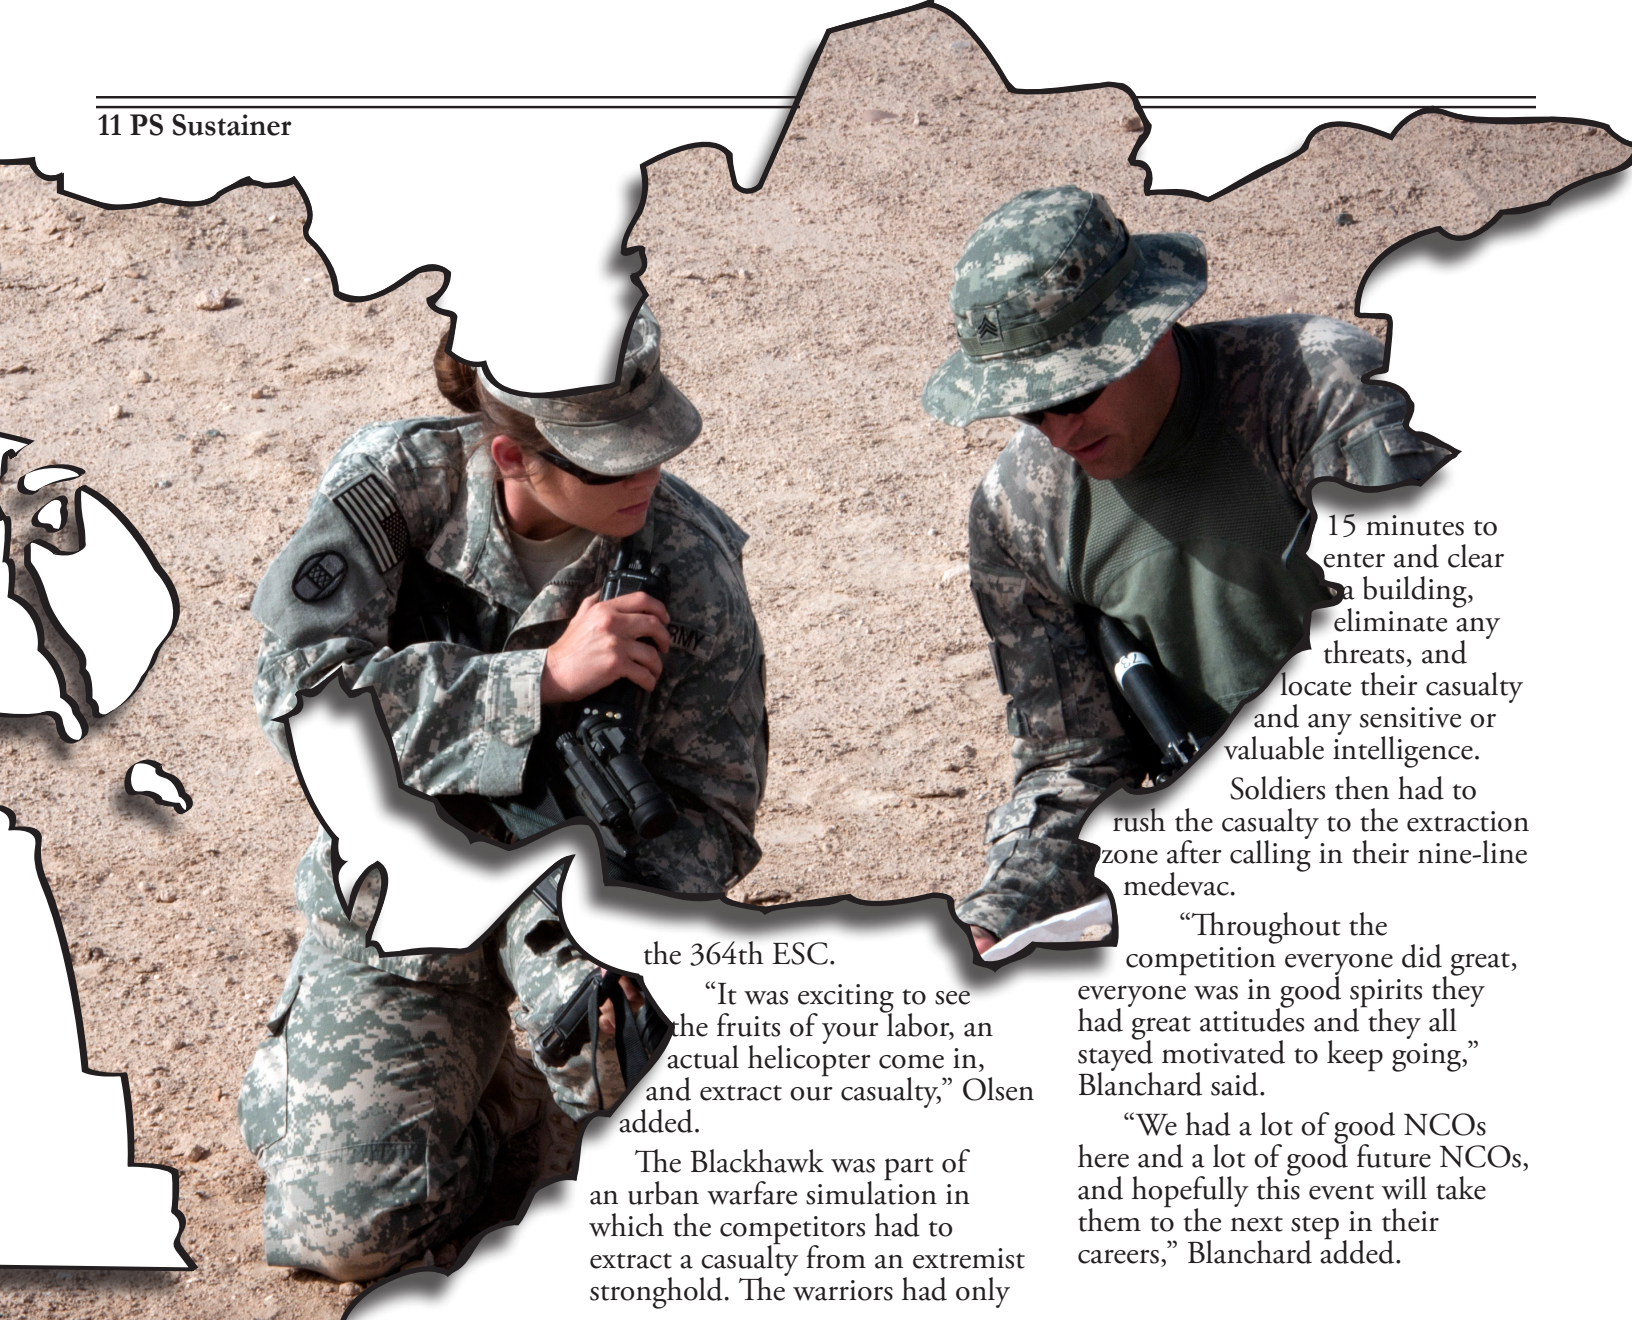 11 PS Sustainer
the 364th ESC.
“It was exciting to see
the fruits of your labor, an
actual helicopter come in,
and extract our casualty,” Olsen
added.
The Blackhawk was part of
an urban warfare simulation in
which the competitors had to
extract a casualty from an extremist
stronghold. The warriors had only
15 minutes to
enter and clear
a building,
eliminate any
threats, and
locate their casualty
and any sensitive or
valuable intelligence.
Soldiers then had to
rush the casualty to the extraction
zone after calling in their nine-line
medevac.
“Throughout the
competition everyone did great,
everyone was in good spirits they
had great attitudes and they all
stayed motivated to keep going,”
Blanchard said.
“We had a lot of good NCOs
here and a lot of good future NCOs,
and hopefully this event will take
them to the next step in their
careers,” Blanchard added.
RMY
73